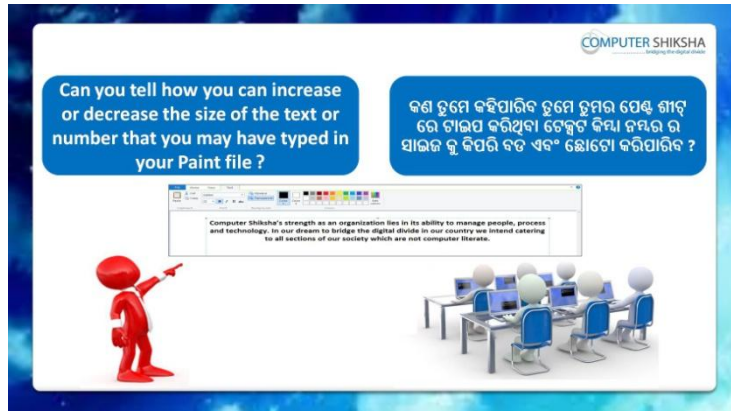 COMPUTER SHIKSHA
bridging the digital divide
Can you tell how you can increase
or decrease the size of the text or
number that you may have typed in
your Paint file ?
କଣ ତୁମେ କହିପାରିବ ତୁମେ ତୁମର ପେଣ୍ଟ ଶୀଟ୍
ରେ ଟାଇପ କରିଥିବା ଟେକ୍ସଟ କିମ୍ବା ନମ୍ବର ର
ସାଇଜ କୁ କିପରି ବଡ ଏବଂ ଛୋଟୋ କରିପାରିବ ?
Computer Shiksha's strength as an organization lies in its ability to manage people, process
and technology. In our dream to bridge the digital divide in our country we intend catering
to all sections of our society which are not computer literate.